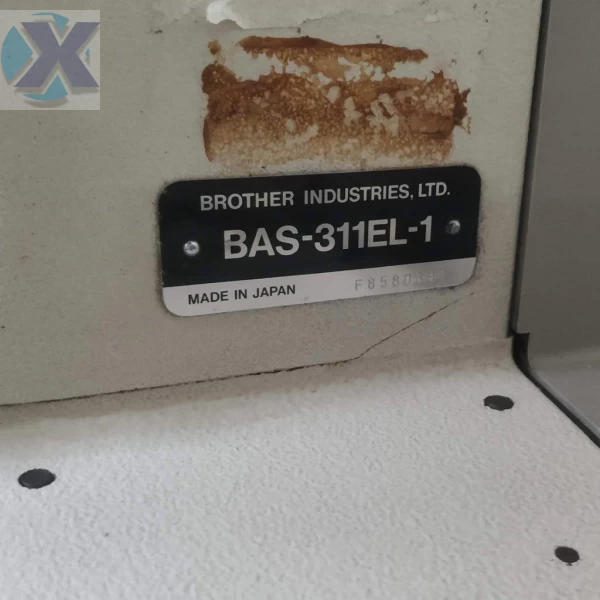 X
BROTHER INDUSTRIES, LTD.
BAS-311EL-1
MADE IN JAPAN